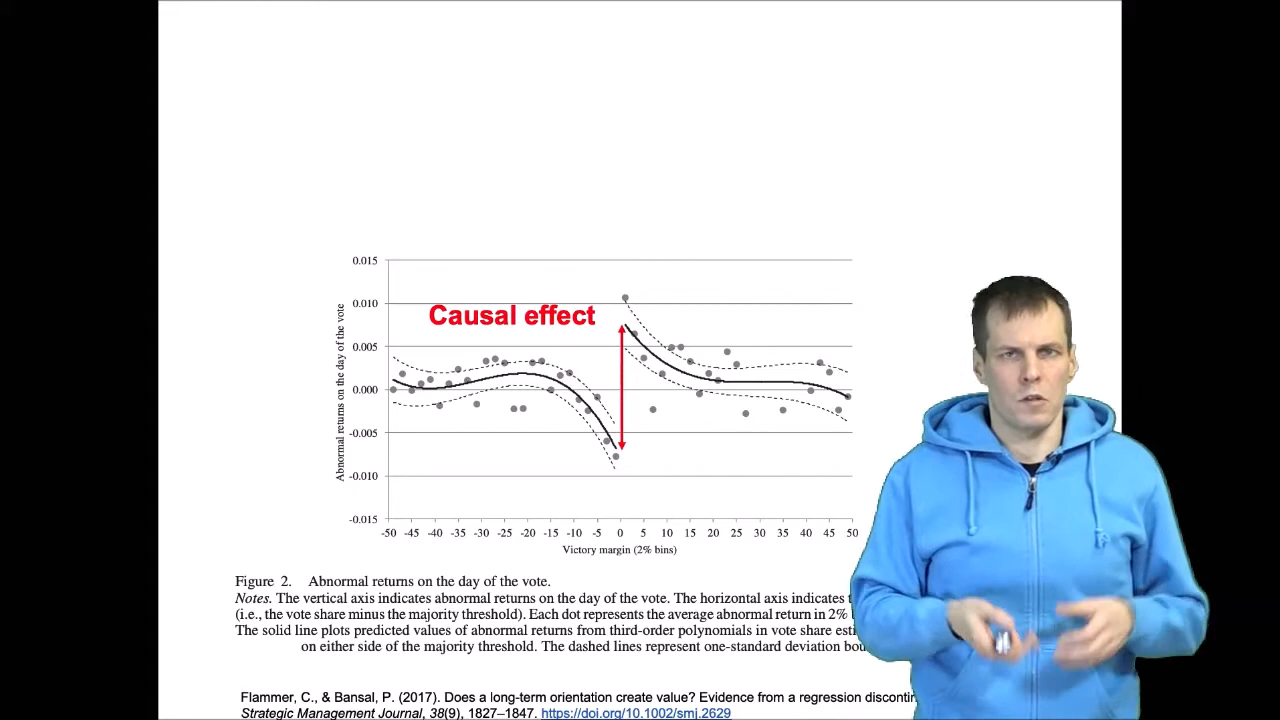 0.015
0.010
0.005
0.000
-0.005
-0.010
-0.015
Abnormal returns on the day of the vote
Causal effect
-50 -45 -40 -35 -30 -25 -20 -15 -10 -5 0 5 10 15 20 25 30 35 40 45 50
Victory margin (2% bins)
Figure 2. Abnormal returns on the day of the vote.
Notes. The vertical axis indicates abnormal returns on the day of the vote. The horizontal axis indicates
(i.e., the vote share minus the majority threshold). Each dot represents the average abnormal return in 2%
The solid line plots predicted values of abnormal returns from third-order polynomials in vote share
on either side of the majority threshold. The dashed lines represent one-standard deviation
Flammer, C., & Bansal, P. (2017). Does a long-term orientation create value? Evidence from a regression
Strategic Management Journal, 38(9), 1827–1847. https://doi.org/10.1002/smj.2629